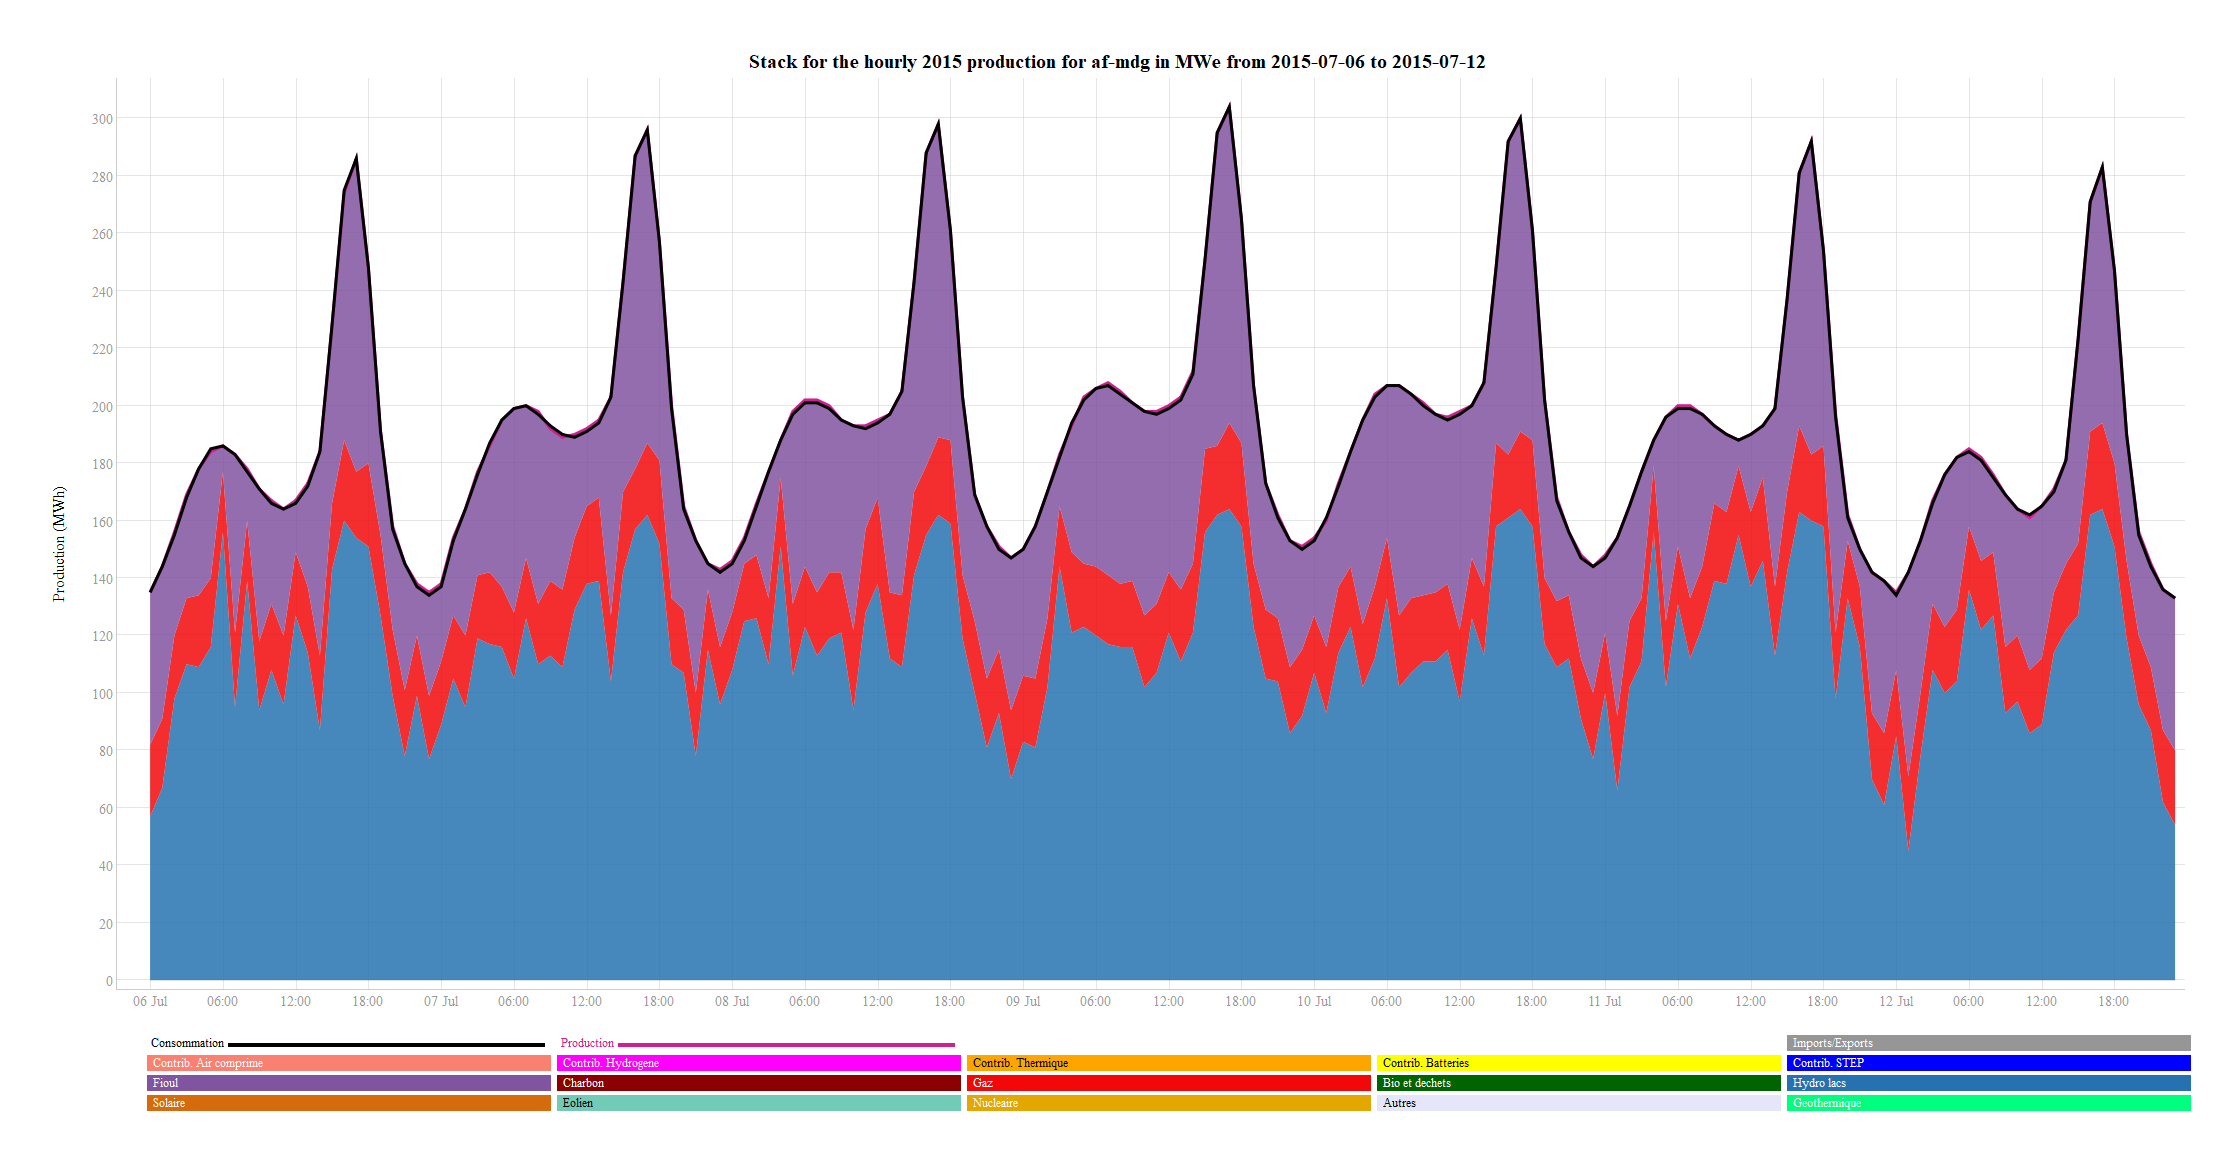 Stack for the hourly 2015 production for af-mdg in MWe from 2015-07-06 to 2015-07-12
Production (MWh)
300
280
260
240
220
200
180
160
140
120
100
80
60
40
20
0
06 Jul 06:00 12:00 18:00 07 Jul 06:00 12:00 18:00 08 Jul 06:00 12:00 18:00 09 Jul 06:00 12:00 18:00 10 Jul 06:00 12:00 18:00 11 Jul 06:00 12:00 18:00 12 Jul 06:00 12:00 18:00
Consommation Production Imports/Exports
Contrib. Air comprime Contrib. Hydrogene Contrib. Thermique Contrib. Batteries Contrib. STEP
Fioul Charbon Gaz Bio et dechets Hydro lacs
Solaire Eolien Nucleaire Autres Geothermique